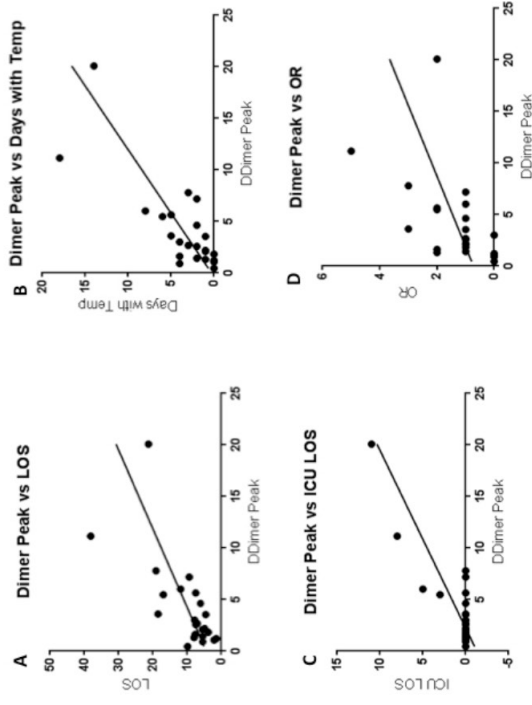 A
Dimer Peak vs LOS
50
40
30
20
10
0
LOS
0 5 10 15 20 25
DDimer Peak
B
Dimer Peak vs Days with Temp
20
15
10
5
0
Days with Temp
0 5 10 15 20 25
DDimer Peak
C
Dimer Peak vs ICU LOS
15
10
5
0
-5
ICU LOS
0 5 10 15 20 25
DDimer Peak
D
Dimer Peak vs OR
6
4
2
0
OR
0 5 10 15 20 25
DDimer Peak